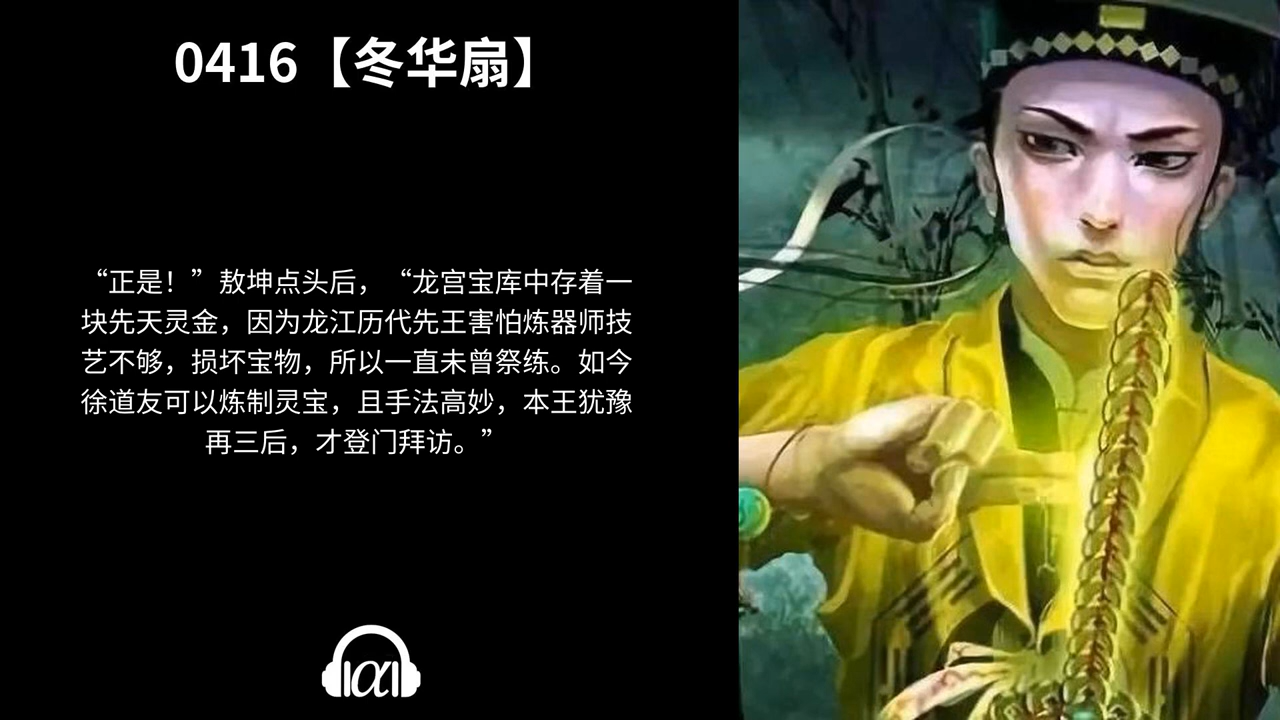 0416【冬华扇】
“正是！”敖坤点头后，“龙宫宝库中存着一
块先天灵金，因为龙江历代先王害怕炼器师技
艺不够，损坏宝物，所以一直未曾祭练。如今
徐道友可以炼制灵宝，且手法高妙，本王犹豫
再三后，才登门拜访。”